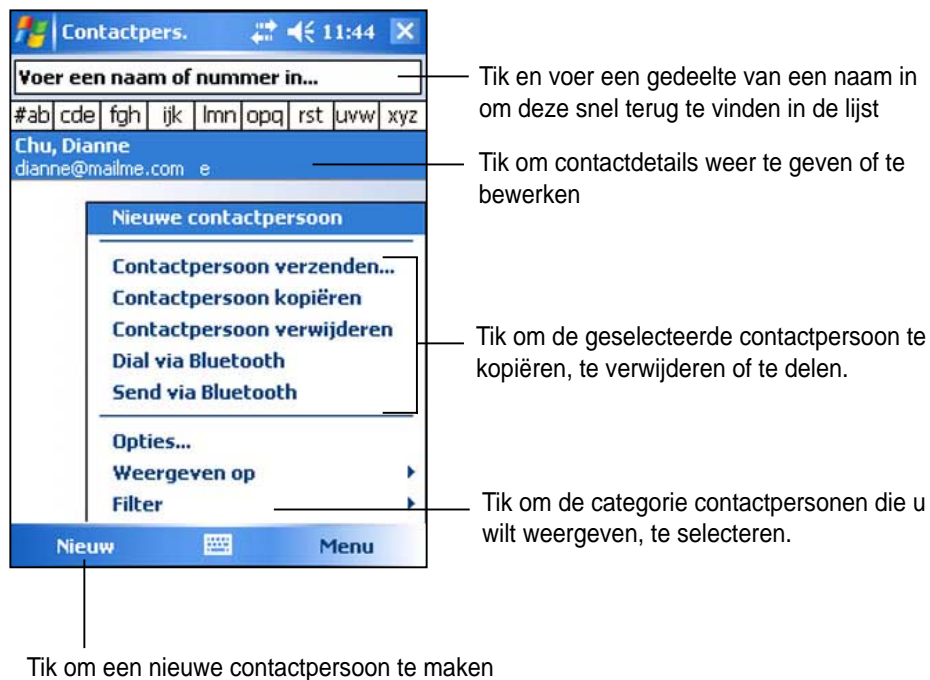 Contactpers. 11:44
Voer een naam of nummer in...
#ab cde fgh ijk lmn opq rst uvw xyz
Chu, Dianne
dianne@mailme.com e
Nieuwe contactpersoon
Contactpersoon verzenden...
Contactpersoon kopiëren
Contactpersoon verwijderen
Dial via Bluetooth
Send via Bluetooth
Opties...
Weergeven op
Filter
Nieuw Menu
Tik en voer een gedeelte van een naam in
om deze snel terug te vinden in de lijst
Tik om contactdetails weer te geven of te
bewerken
Tik om de geselecteerde contactpersoon te
kopiëren, te verwijderen of te delen.
Tik om de categorie contactpersonen die u
wilt weergeven, te selecteren.
Tik om een nieuwe contactpersoon te maken